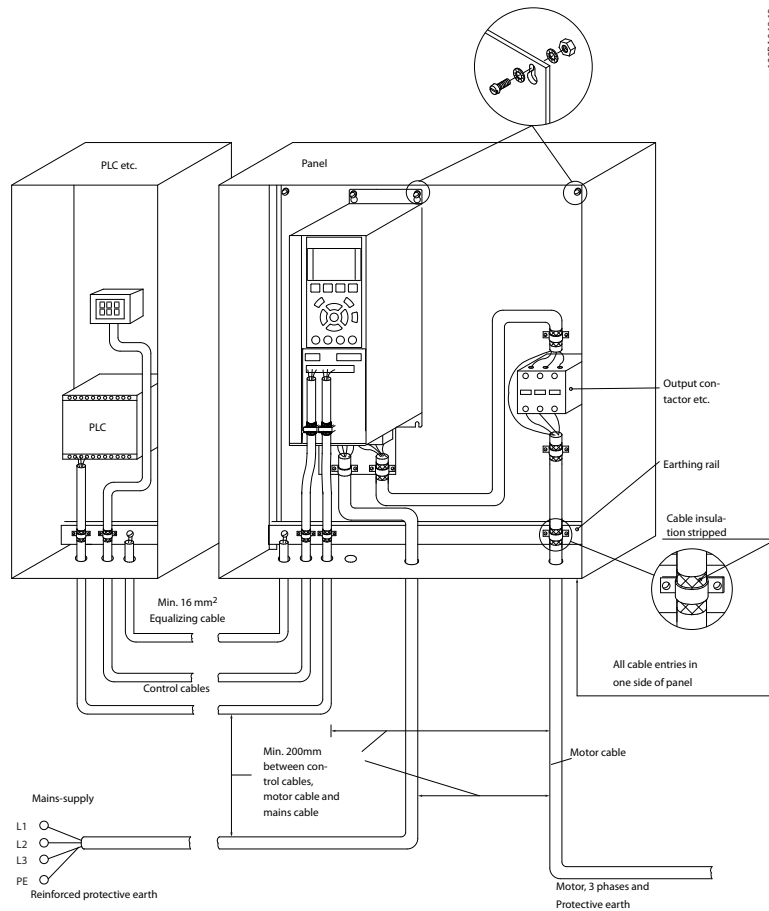 PLC etc.
Panel
PLC
Output con-
tactor etc.
Earthing rail
Cable insula-
tion stripped
Min. 16 mm²
Equalizing cable
Control cables
All cable entries in
one side of panel
Min. 200mm
between con-
trol cables,
motor cable and
mains cable
Motor cable
Mains-supply
L1
L2
L3
PE
Reinforced protective earth
Motor, 3 phases and
Protective earth